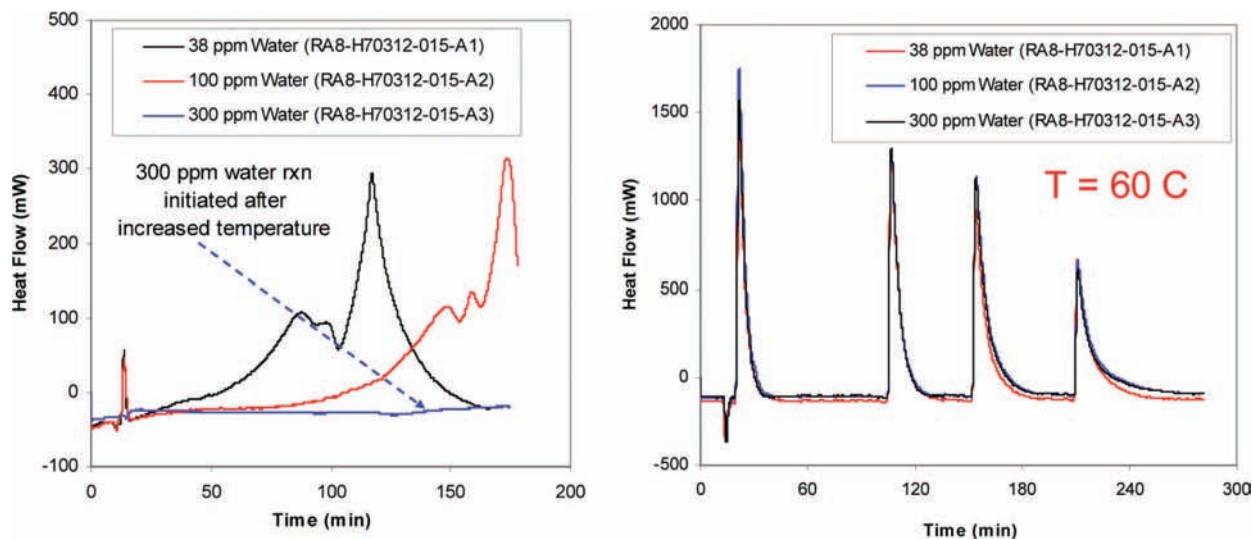 500
400
300
200
100
0
-100
Heat Flow (mW)
38 ppm Water (RA8-H70312-015-A1)
100 ppm Water (RA8-H70312-015-A2)
300 ppm Water (RA8-H70312-015-A3)
300 ppm water rxn
initiated after
increased temperature
0 50 100 150 200
Time (min)
2000
1500
1000
500
0
-500
Heat Flow (mW)
38 ppm Water (RA8-H70312-015-A1)
100 ppm Water (RA8-H70312-015-A2)
300 ppm Water (RA8-H70312-015-A3)
T = 60 C
0 60 120 180 240 300
Time (min)